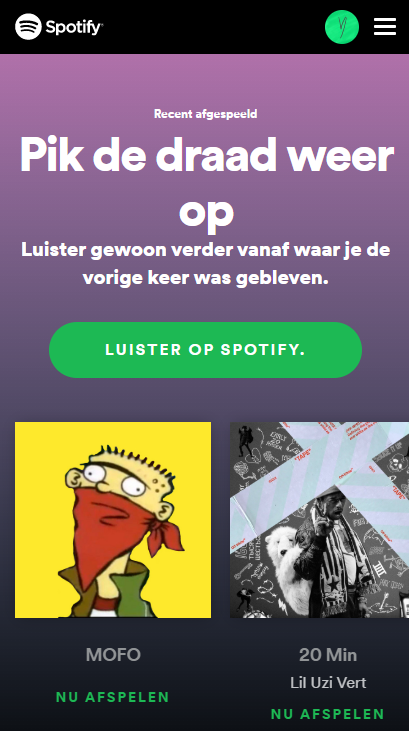 Spotify
Recent afgespeeld
Pik de draad weer
op
Luister gewoon verder vanaf waar je de
vorige keer was gebleven.
LUISTER OP SPOTIFY.
MOFO
20 Min
Lil Uzi Vert
NU AFSPELEN
NU AFSPELEN